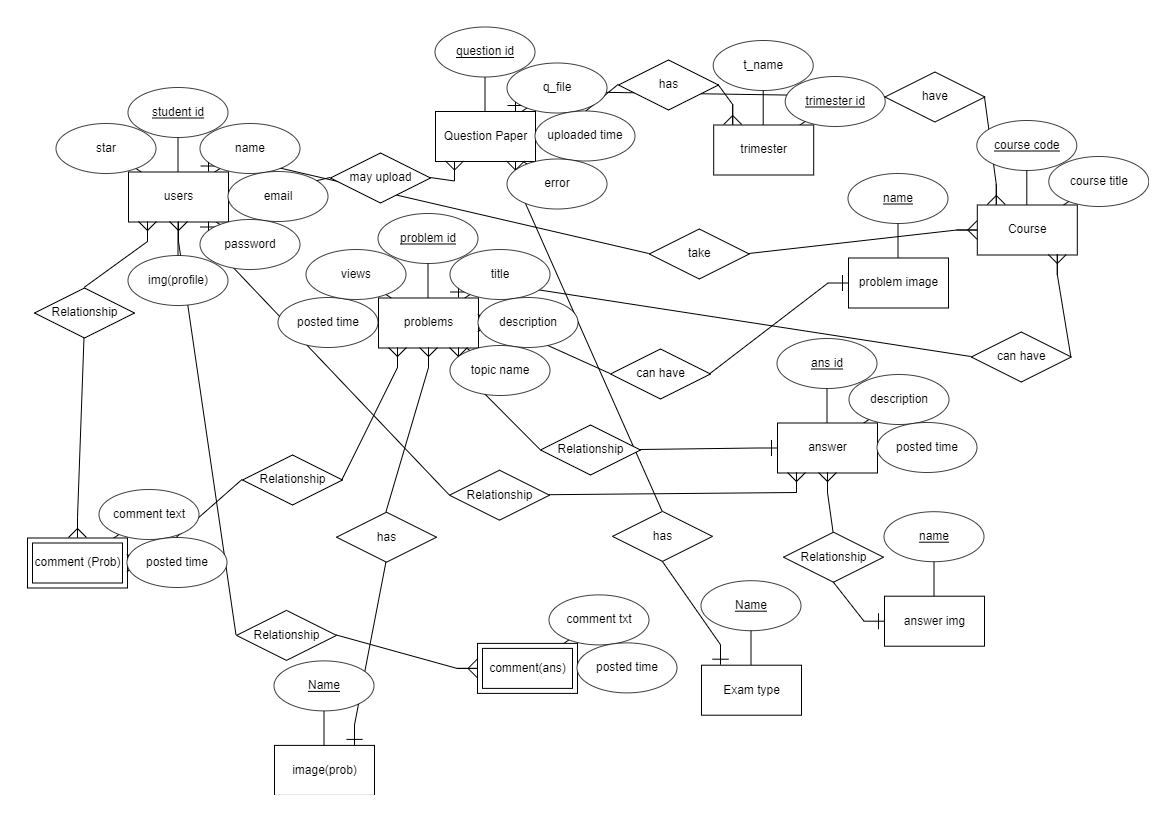 question id
t_name
q_file
has
trimester id
have
student id
Question Paper
uploaded time
trimester
course code
star
name
may upload
error
course title
users
email
name
Course
password
problem id
take
img(profile)
views
title
problem image
Relationship
posted time
problems
description
can have
can have
topic name
ans id
description
Relationship
answer
posted time
Relationship
Relationship
comment text
has
has
name
comment (Prob)
posted time
Relationship
Name
comment txt
answer img
Relationship
comment(ans)
posted time
Name
Exam type
image(prob)